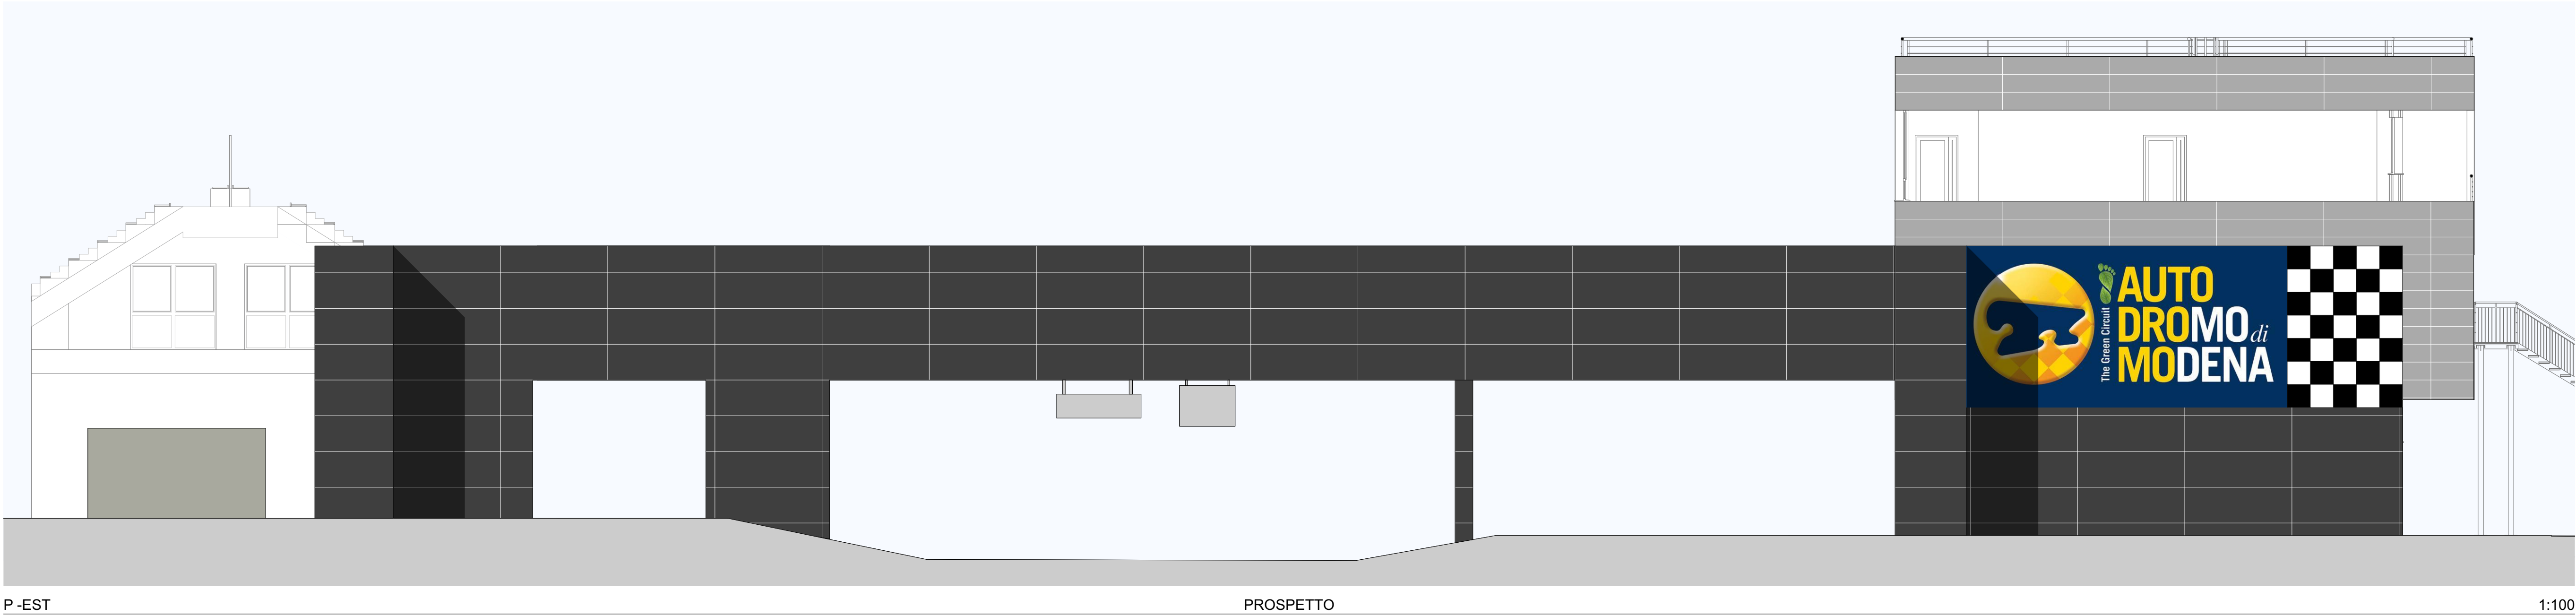 The Green Circuit
AUTO
DROMO di
MODENA
P -EST
PROSPETTO
1:100